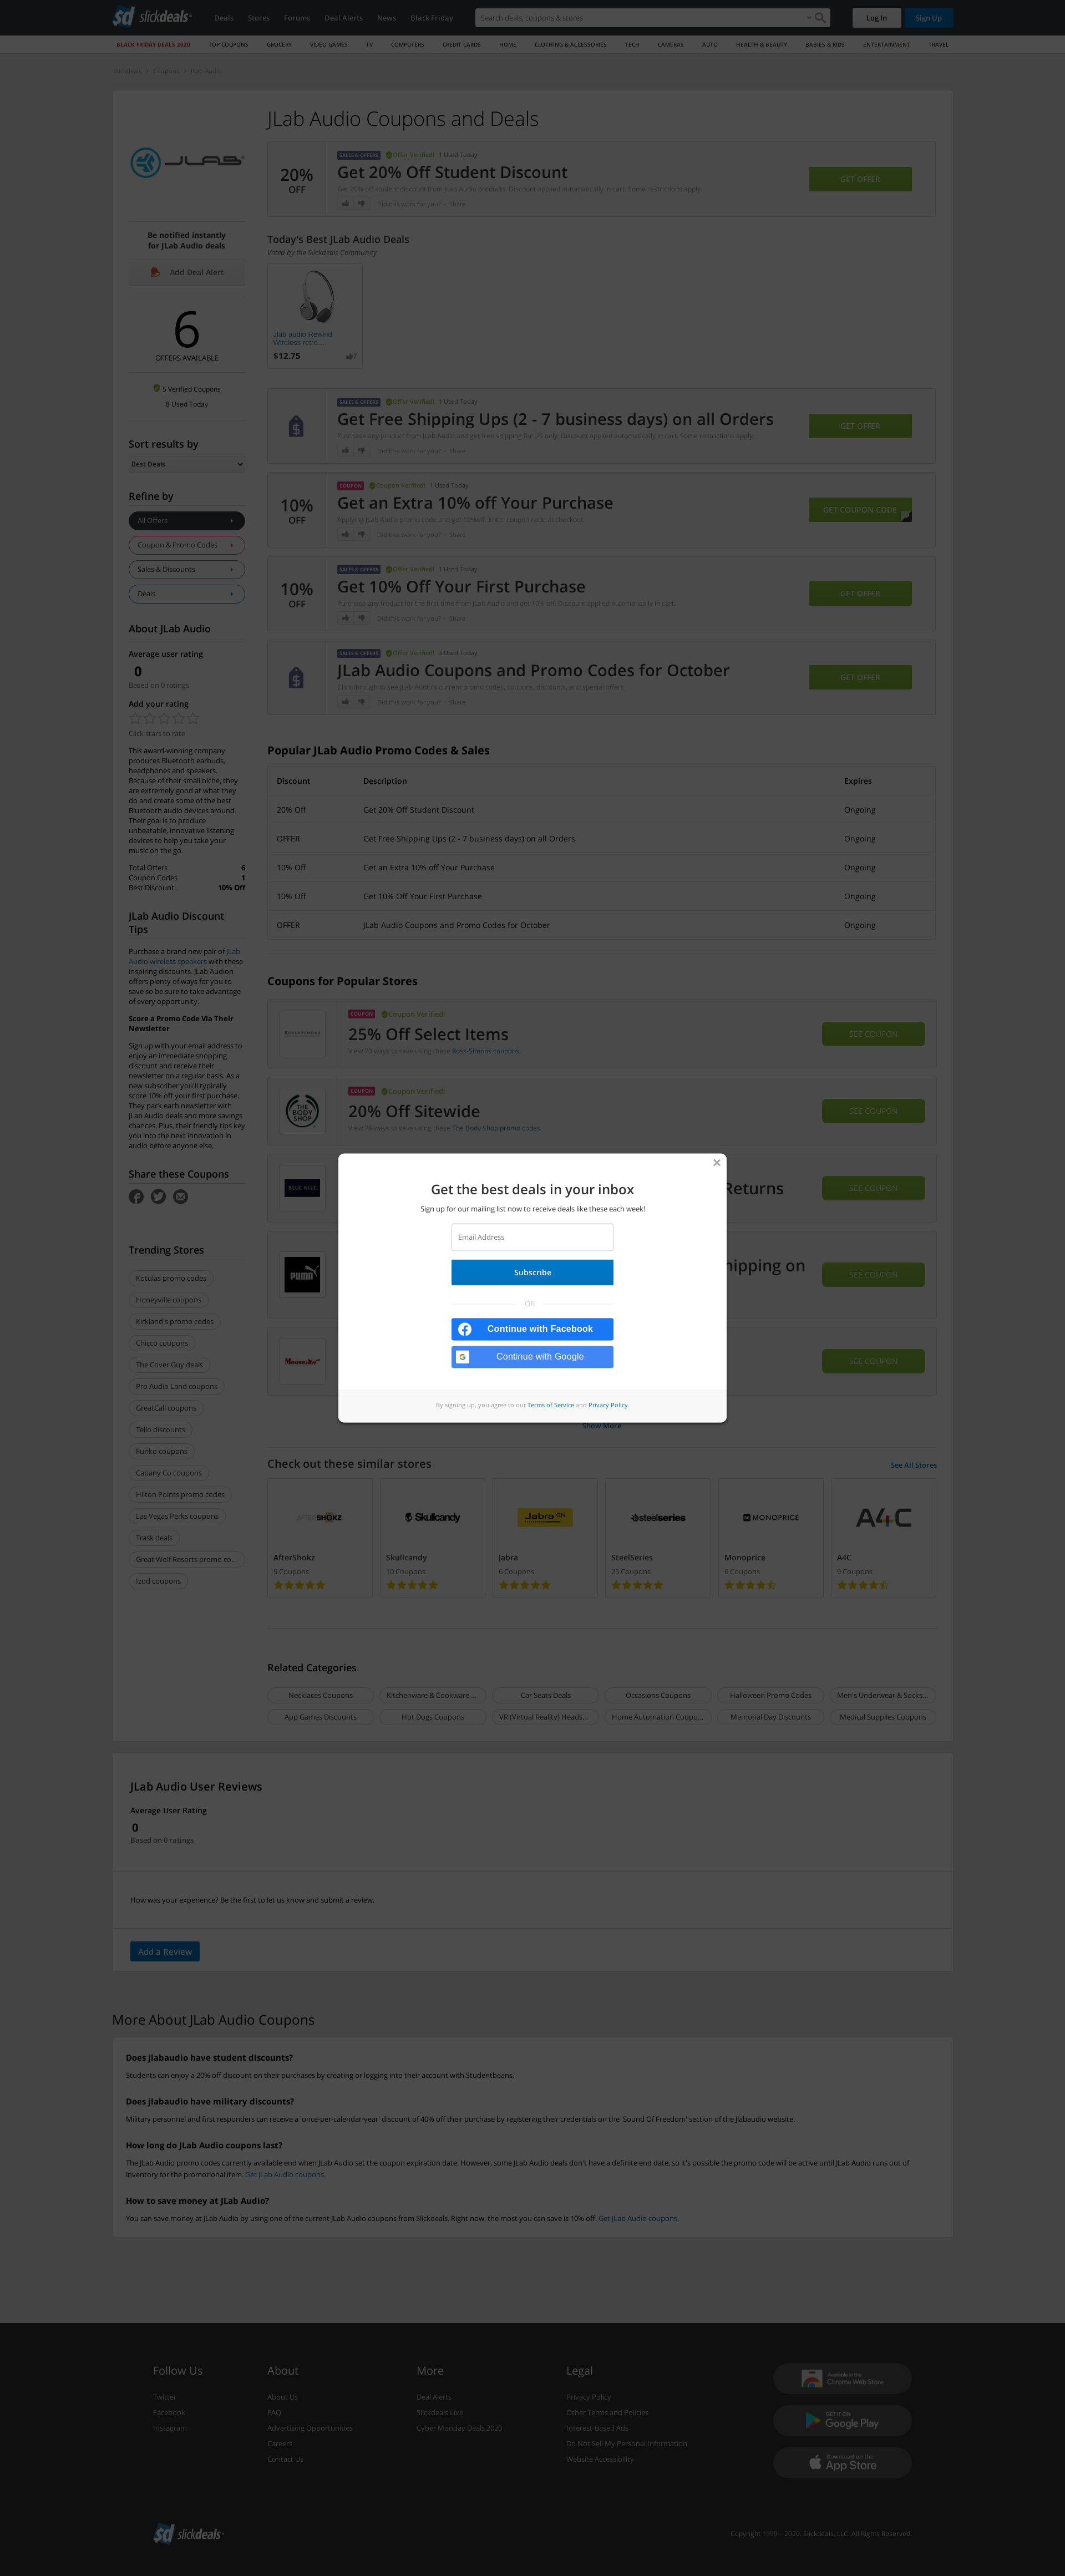 slickdeals
Deals Stores Forums Deal Alerts News Black Friday
Search deals, coupons & stores
Log In
Sign Up
BLACK FRIDAY DEALS 2020 TOP COUPONS GROCERY VIDEO GAMES TV COMPUTERS CREDIT CARDS HOME CLOTHING & ACCESSORIES TECH CAMERAS AUTO HEALTH & BEAUTY BABIES & KIDS ENTERTAINMENT TRAVEL
Slickdeals Coupons JLab Audio
JLAB
Be notified instantly
for JLab Audio deals
Add Deal Alert
6
OFFERS AVAILABLE
5 Verified Coupons
8 Used Today
Sort results by
Best Deals
Refine by
All Offers
Coupon & Promo Codes
Sales & Discounts
Deals
About JLab Audio
Average user rating
0
Based on 0 ratings
Add your rating
Click stars to rate
This award-winning company
produces Bluetooth earbuds,
headphones and speakers.
Because of their small niche, they
are extremely good at what they
do and create some of the best
Bluetooth audio devices around.
Their goal is to produce
unbeatable, innovative listening
devices to help you take your
music on the go.
Total Offers 6
Coupon Codes 1
Best Discount 10% Off
JLab Audio Discount
Tips
Purchase a brand new pair of JLab
Audio wireless speakers with these
inspiring discounts. JLab Audion
offers plenty of ways for you to
save so be sure to take advantage
of every opportunity.
Score a Promo Code Via Their
Newsletter
Sign up with your email address to
enjoy an immediate shopping
discount and receive their
newsletter on a regular basis. As a
new subscriber you'll typically
score 10% off your first purchase.
They pack each newsletter with
JLab Audio deals and more savings
chances. Plus, their friendly tips key
you into the next innovation in
audio before anyone else.
Share these Coupons
Trending Stores
Kotulas promo codes
Honeyville coupons
Kirkland's promo codes
Chicco coupons
The Cover Guy deals
Pro Audio Land coupons
GreatCall coupons
Tello discounts
Funko coupons
Cabany Co coupons
Hilton Points promo codes
Las Vegas Perks coupons
Trask deals
Great Wolf Resorts promo co...
Izod coupons
JLab Audio Coupons and Deals
20%
OFF
SALES & OFFERS Offer Verified! 1 Used Today
Get 20% Off Student Discount
Get 20% off student discount from JLab Audio products. Discount applied automatically in cart. Some restrictions apply.
Did this work for you? Share
GET OFFER
Today's Best JLab Audio Deals
Voted by the Slickdeals Community
Jlab audio Rewind
Wireless retro...
$12.75 7
SALES & OFFERS Offer Verified! 1 Used Today
Get Free Shipping Ups (2 - 7 business days) on all Orders
Purchase any product from JLab Audio and get free shipping for US only. Discount applied automatically in cart. Some restrictions apply.
Did this work for you? Share
GET OFFER
10%
OFF
COUPON Coupon Verified! 1 Used Today
Get an Extra 10% off Your Purchase
Applying JLab Audio promo code and get 10%off. Enter coupon code at checkout.
Did this work for you? Share
GET COUPON CODE
10%
OFF
SALES & OFFERS Offer Verified! 1 Used Today
Get 10% Off Your First Purchase
Purchase any product for the first time from JLab Audio and get 10% off. Discount applied automatically in cart.
Did this work for you? Share
GET OFFER
SALES & OFFERS Offer Verified! 3 Used Today
JLab Audio Coupons and Promo Codes for October
Click through to see JLab Audio's current promo codes, coupons, discounts, and special offers.
Did this work for you? Share
GET OFFER
Popular JLab Audio Promo Codes & Sales
Discount Description Expires
20% Off Get 20% Off Student Discount Ongoing
OFFER Get Free Shipping Ups (2 - 7 business days) on all Orders Ongoing
10% Off Get an Extra 10% off Your Purchase Ongoing
10% Off Get 10% Off Your First Purchase Ongoing
OFFER JLab Audio Coupons and Promo Codes for October Ongoing
Coupons for Popular Stores
COUPON Coupon Verified!
25% Off Select Items
View 70 ways to save using these Ross-Simons coupons
SEE COUPON
THE BODY SHOP
COUPON Coupon Verified!
20% Off Sitewide
View 78 ways to save using these The Body Shop promo codes
SEE COUPON
BLUE NILE
Returns
SEE COUPON
PUMA
hipping on
SEE COUPON
SEE COUPON
Show More
Get the best deals in your inbox
Sign up for our mailing list now to receive deals like these each week!
Email Address
Subscribe
OR
Continue with Facebook
Continue with Google
By signing up, you agree to our Terms of Service and Privacy Policy.
Check out these similar stores
See All Stores
AFTERSHOKZ Skullcandy Jabra GN steelseries MONOPRICE A4C
AfterShokz Skullcandy Jabra SteelSeries Monoprice A4C
9 Coupons 10 Coupons 6 Coupons 25 Coupons 6 Coupons 9 Coupons
Related Categories
Necklaces Coupons Kitchenware & Cookware ... Car Seats Deals Occasions Coupons Halloween Promo Codes Men's Underwear & Socks...
App Games Discounts Hot Dogs Coupons VR (Virtual Reality) Heads... Home Automation Coupo... Memorial Day Discounts Medical Supplies Coupons
JLab Audio User Reviews
Average User Rating
0
Based on 0 ratings
How was your experience? Be the first to let us know and submit a review.
Add a Review
More About JLab Audio Coupons
Does jlabaudio have student discounts?
Students can enjoy a 20% off discount on their purchases by creating or logging into their account with Studentbeans.
Does jlabaudio have military discounts?
Military personnel and first responders can receive a 'once-per-calendar-year' discount of 40% off their purchase by registering their credentials on the 'Sound Of Freedom' section of the Jlabaudio website.
How long do JLab Audio coupons last?
The JLab Audio promo codes currently available end when JLab Audio set the coupon expiration date. However, some JLab Audio deals don't have a definite end date, so it's possible the promo code will be active until JLab Audio runs out of
inventory for the promotional item. Get JLab Audio coupons.
How to save money at JLab Audio?
You can save money at JLab Audio by using one of the current JLab Audio coupons from Slickdeals. Right now, the most you can save is 10% off. Get JLab Audio coupons.
Follow Us
Twitter
Facebook
Instagram
About
About Us
FAQ
Advertising Opportunities
Careers
Contact Us
More
Deal Alerts
Slickdeals Live
Cyber Monday Deals 2020
Legal
Privacy Policy
Other Terms and Policies
Interest-Based Ads
Do Not Sell My Personal Information
Website Accessibility
Available in the
Chrome Web Store
GET IT ON
Google Play
Download on the
App Store
slickdeals
Copyright 1999 - 2020. Slickdeals, LLC. All Rights Reserved.